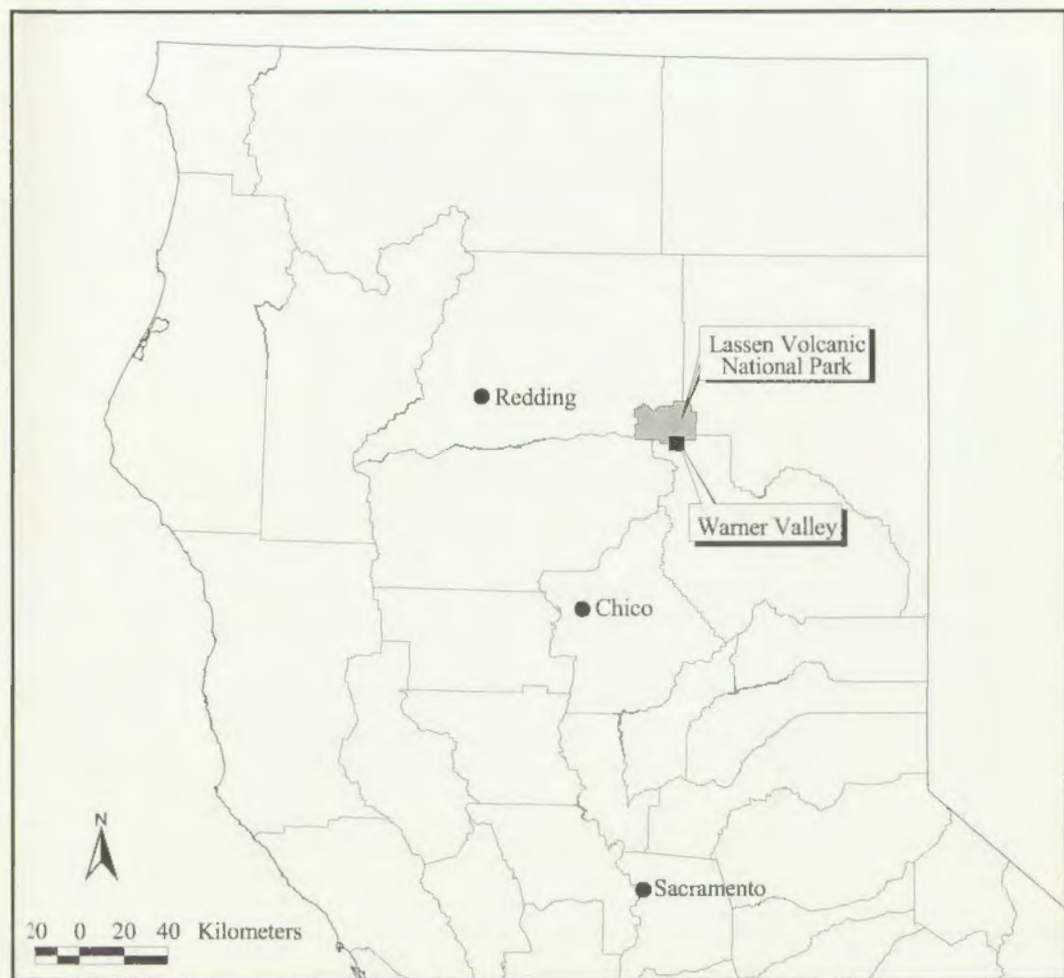 Lassen Volcanic
National Park
Redding
Warner Valley
Chico
N
Sacramento
20 0 20 40 Kilometers